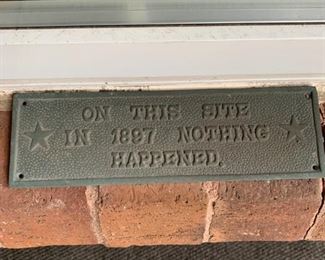 ON THIS SITE
IN 1897 NOTHING
HAPPENED.